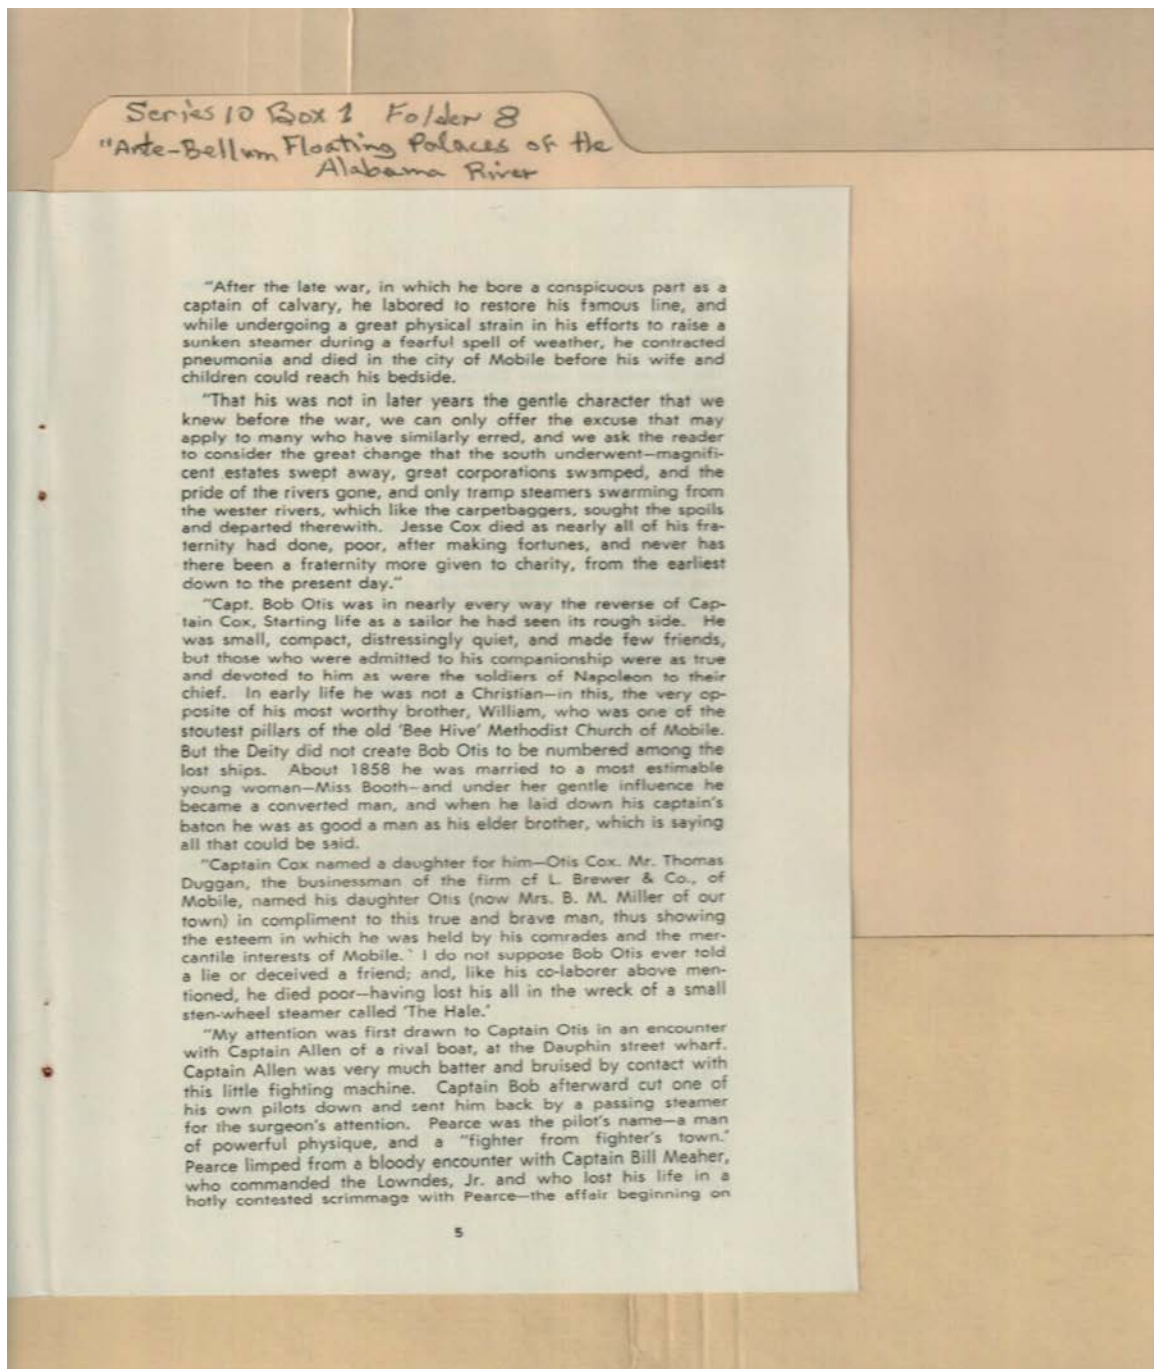 Series 10 Box 1 Folder 8
"Ante-Bellum Floating Palaces of the
Alabama River
"After the late war, in which he bore a conspicuous part as a
captain of calvary, he labored to restore his famous line, and
while undergoing a great physical strain in his efforts to raise a
sunken steamer during a fearful spell of weather, he contracted
pneumonia and died in the city of Mobile before his wife and
children could reach his bedside.
"That his was not in later years the gentle character that we
knew before the war, we can only offer the excuse that may
apply to many who have similarly erred, and we ask the reader
to consider the great change that the south underwent—magnifi-
cent estates swept away, great corporations swamped, and the
pride of the rivers gone, and only tramp steamers swarming from
the wester rivers, which like the carpetbaggers, sought the spoils
and departed therewith. Jesse Cox died as nearly all of his fra-
ternity had done, poor, after making fortunes, and never has
there been a fraternity more given to charity, from the earliest
down to the present day."
"Capt. Bob Otis was in nearly every way the reverse of Cap-
tain Cox, Starting life as a sailor he had seen its rough side. He
was small, compact, distressingly quiet, and made few friends,
but those who were admitted to his companionship were as true
and devoted to him as were the soldiers of Napoleon to their
chief. In early life he was not a Christian—in this, the very op-
posite of his most worthy brother, William, who was one of the
stoutest pillars of the old 'Bee Hive' Methodist Church of Mobile.
But the Deity did not create Bob Otis to be numbered among the
lost ships. About 1858 he was married to a most estimable
young woman—Miss Booth—and under her gentle influence he
became a converted man, and when he laid down his captain's
baton he was as good a man as his elder brother, which is saying
all that could be said.
"Captain Cox named a daughter for him—Otis Cox. Mr. Thomas
Duggan, the businessman of the firm of L. Brewer & Co., of
Mobile, named his daughter Otis (now Mrs. B. M. Miller of our
town) in compliment to this true and brave man, thus showing
the esteem in which he was held by his comrades and the mer-
cantile interests of Mobile.' I do not suppose Bob Otis ever told
a lie or deceived a friend; and, like his co-laborer above men-
tioned, he died poor—having lost his all in the wreck of a small
sten-wheel steamer called 'The Hale.'
"My attention was first drawn to Captain Otis in an encounter
with Captain Allen of a rival boat, at the Dauphin street wharf.
Captain Allen was very much batter and bruised by contact with
this little fighting machine. Captain Bob afterward cut one of
his own pilots down and sent him back by a passing steamer
for the surgeon's attention. Pearce was the pilot's name—a man
of powerful physique, and a "fighter from fighter's town.'
Pearce limped from a bloody encounter with Captain Bill Meaher,
who commanded the Lowndes, Jr. and who lost his life in a
hotly contested scrimmage with Pearce—the affair beginning on
5